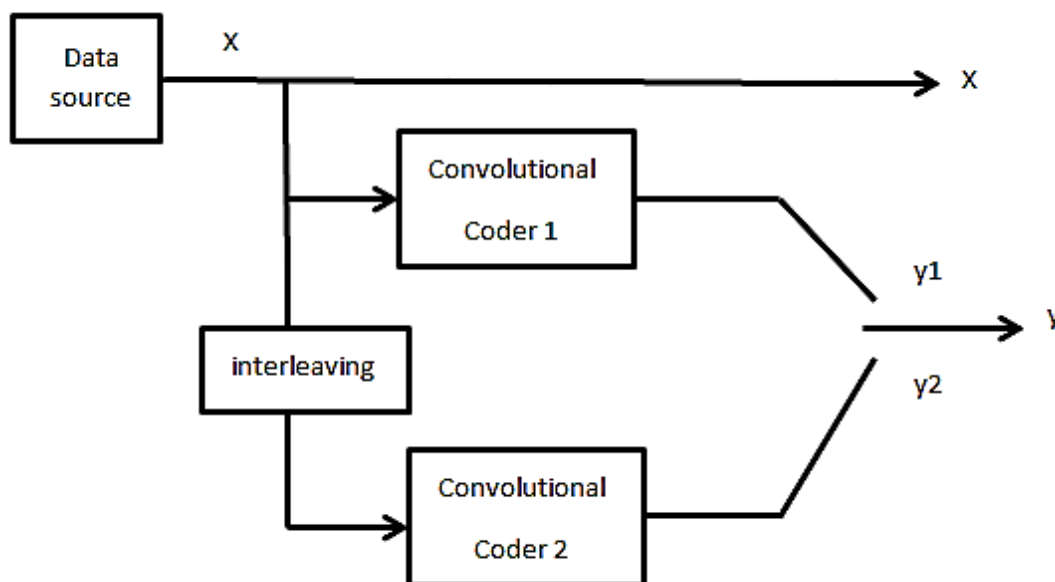 Data
source
X
X
Convolutional
Coder 1
y1
y
interleaving
y2
Convolutional
Coder 2